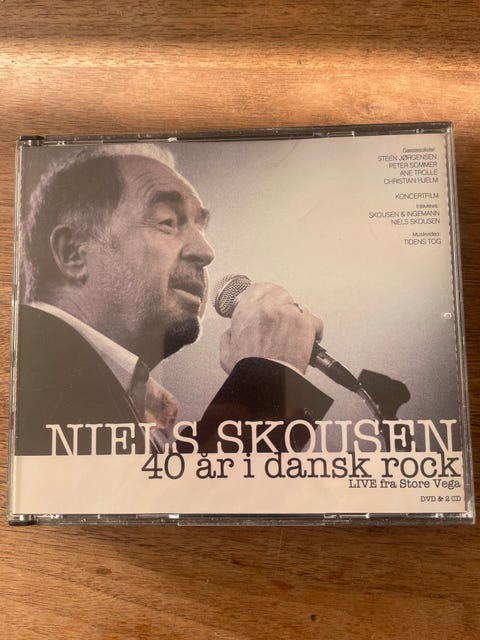 Gæstesolister:
STEEN JØRGENSEN
PETER SOMMER
ANE TROLLE
CHRISTIAN HJELM
KONCERTFILM
Interviews:
SKOUSEN & INGEMANN
NIELS SKOUSEN
Musikvideo:
TIDENS TOG
NIELS SKOUSEN
40 år i dansk rock
LIVE fra Store Vega
DVD & 2 CD